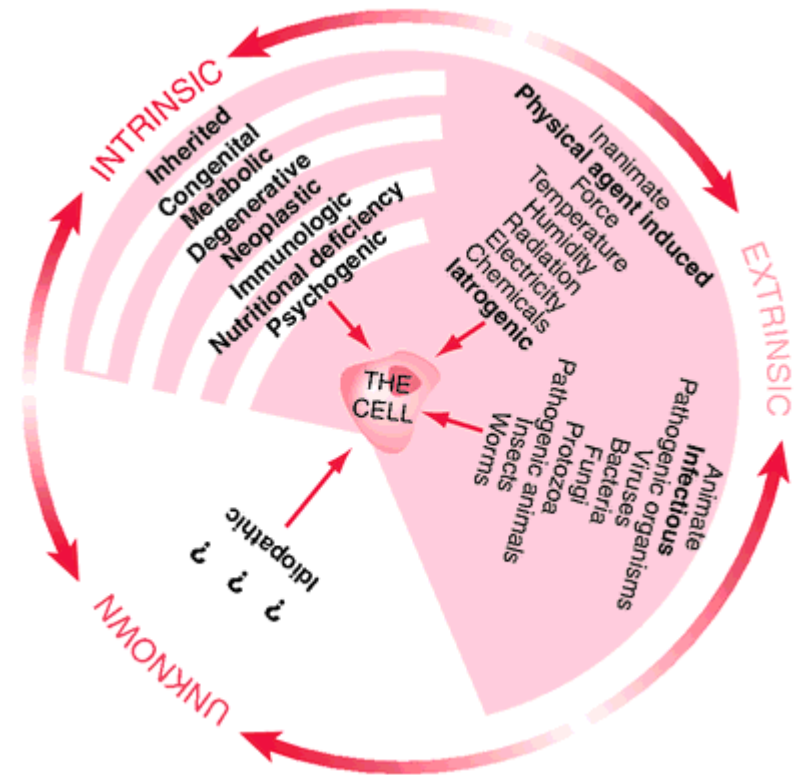 INTRINSIC
Inherited
Congenital
Metabolic
Degenerative
Neoplastic
Immunologic
Nutritional deficiency
Psychogenic
EXTRINSIC
Inanimate
Physical agent induced
Force
Temperature
Humidity
Radiation
Electricity
Chemicals
Iatrogenic
Animate
Infectious
Pathogenic organisms
Viruses
Bacteria
Fungi
Protozoa
Pathogenic animals
Insects
Worms
THE
CELL
UNKNOWN
Idiopathic
? ? ?